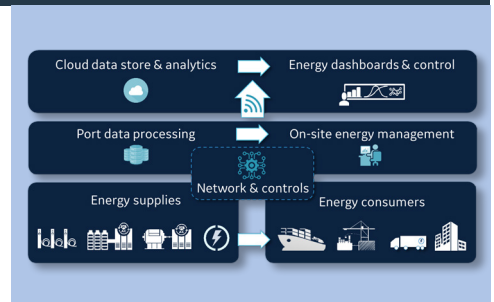 Cloud data store & analytics
Energy dashboards & control
Port data processing
On-site energy management
Network & controls
Energy supplies
Energy consumers